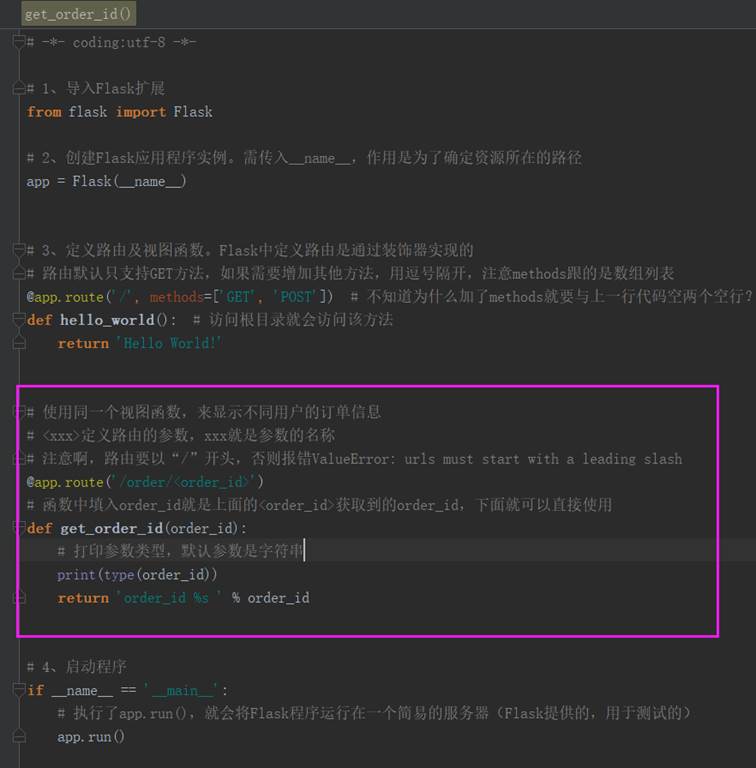 get_order_id()
# -*- coding:utf-8 -*-
# 1、导入Flask扩展
from flask import Flask
# 2、创建Flask应用程序实例。需传入__name__，作用是为了确定资源所在的路径
app = Flask(__name__)
# 3、定义路由及视图函数。Flask中定义路由是通过装饰器实现的
# 路由默认只支持GET方法，如果需要增加其他方法，用逗号隔开，注意methods跟的是数组列表
@app.route('/', methods=['GET', 'POST'])  # 不知道为什么加了methods就要与上一行代码空两个空行？
def hello_world():  # 访问根目录就会访问该方法
    return 'Hello World!'
# 使用同一个视图函数，来显示不同用户的订单信息
# <xxx>定义路由的参数，xxx就是参数的名称
# 注意啊，路由要以“/”开头，否则报错ValueError: urls must start with a leading slash
@app.route('/order/<order_id>')
# 函数中填入order_id就是上面的<order_id>获取到的order_id，下面就可以直接使用
def get_order_id(order_id):
    # 打印参数类型，默认参数是字符串
    print(type(order_id))
    return 'order_id %s ' % order_id
# 4、启动程序
if __name__ == '__main__':
    # 执行了app.run()，就会将Flask程序运行在一个简易的服务器（Flask提供的，用于测试的）
    app.run()